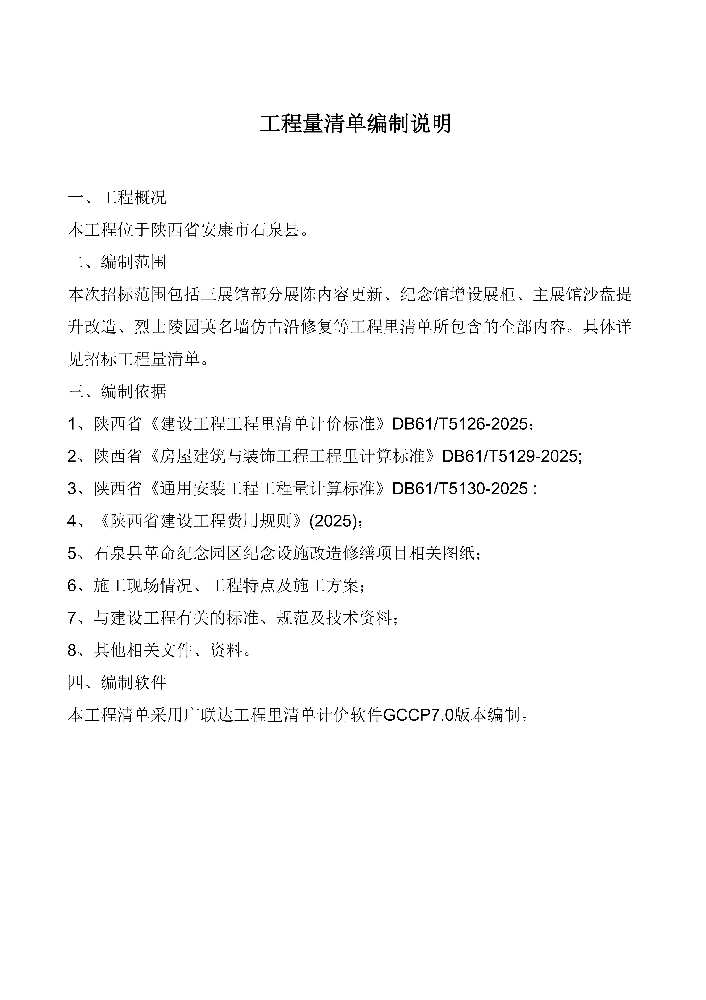 工程量清单编制说明
一、工程概况
本工程位于陕西省安康市石泉县。
二、编制范围
本次招标范围包括三展馆部分展陈内容更新、纪念馆增设展柜、主展馆沙盘提
升改造、烈士陵园英名墙仿古沿修复等工程里清单所包含的全部内容。具体详
见招标工程量清单。
三、编制依据
1、陕西省《建设工程工程里清单计价标准》DB61/T5126-2025；
2、陕西省《房屋建筑与装饰工程工程里计算标准》DB61/T5129-2025;
3、陕西省《通用安装工程工程量计算标准》DB61/T5130-2025 :
4、《陕西省建设工程费用规则》(2025)；
5、石泉县革命纪念园区纪念设施改造修缮项目相关图纸；
6、施工现场情况、工程特点及施工方案；
7、与建设工程有关的标准、规范及技术资料；
8、其他相关文件、资料。
四、编制软件
本工程清单采用广联达工程里清单计价软件GCCP7.0版本编制。